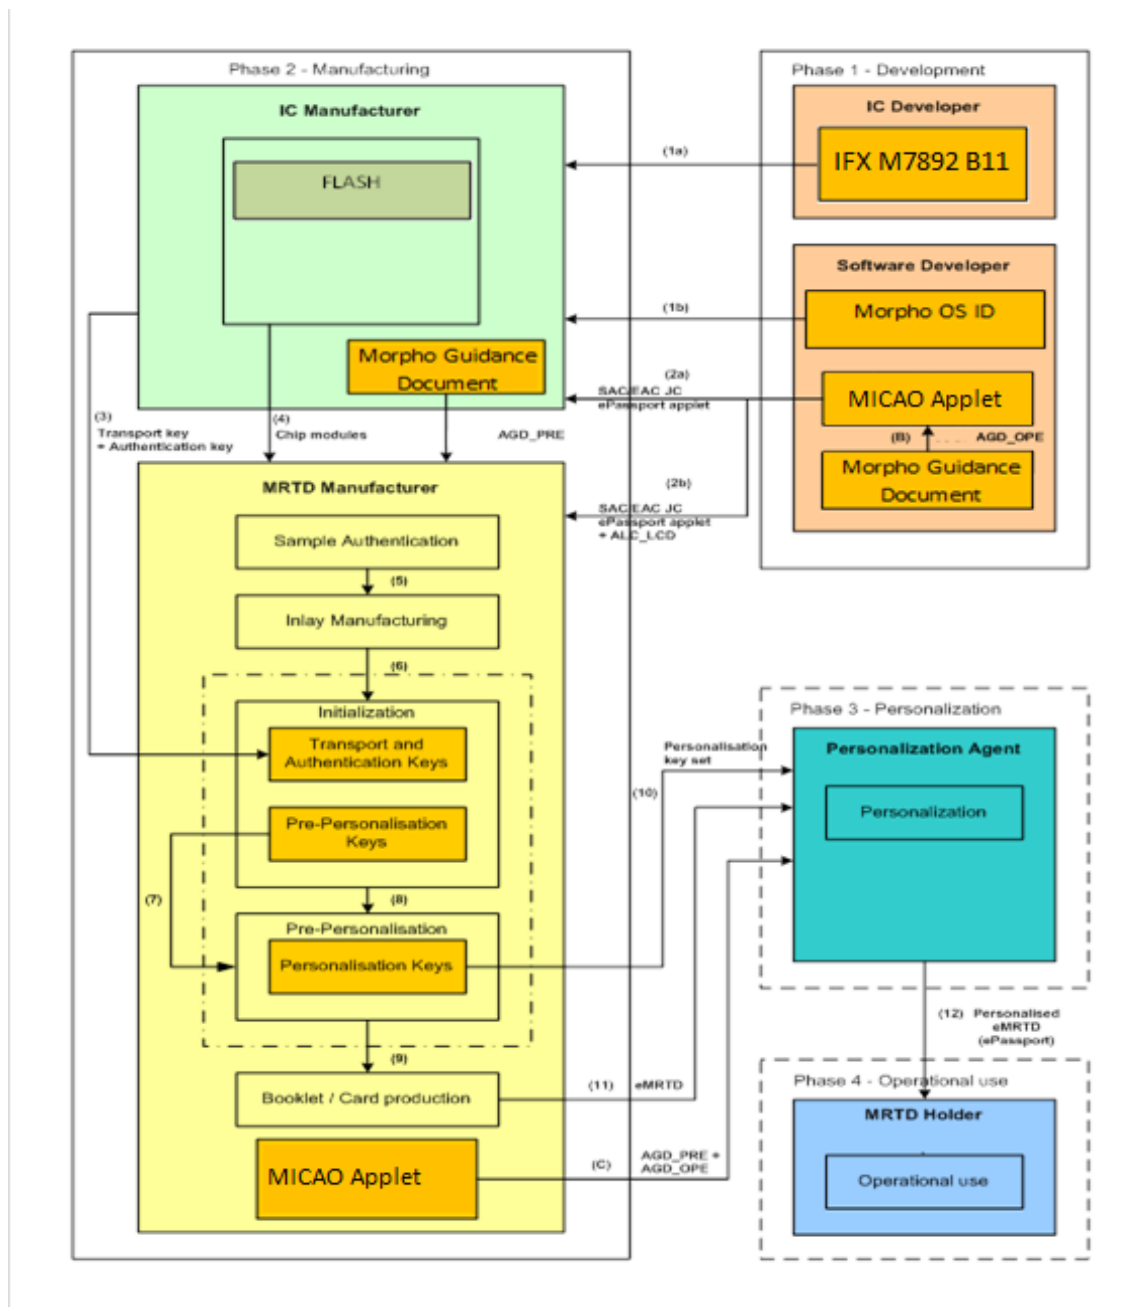 Phase 2 - Manufacturing
IC Manufacturer
FLASH
Morpho Guidance
Document
(3)
Transport key
+ Authentication key
(4)
Chip modules
AGD_PRE
MRTD Manufacturer
Sample Authentication
(5)
Inlay Manufacturing
(6)
Initialization
Transport and
Authentication Keys
Pre-Personalisation
Keys
(7)
(8)
Pre-Personalisation
Personalisation Keys
(9)
Booklet / Card production
MICAO Applet
Phase 1 - Development
IC Developer
IFX M7892 B11
(1a)
Software Developer
Morpho OS ID
(1b)
MICAO Applet
(2a)
SAC/EAC JC
ePassport applet
(B)
AGD_OPE
Morpho Guidance
Document
(2b)
SAC/EAC JC
ePassport applet
+ ALC_LCD
Phase 3 - Personalization
Personalization Agent
Personalization
Personalisation
key set
(10)
(11)
eMRTD
(C)
AGD_PRE +
AGD_OPE
(12) Personalised
eMRTD
(ePassport)
Phase 4 - Operational use
MRTD Holder
Operational use